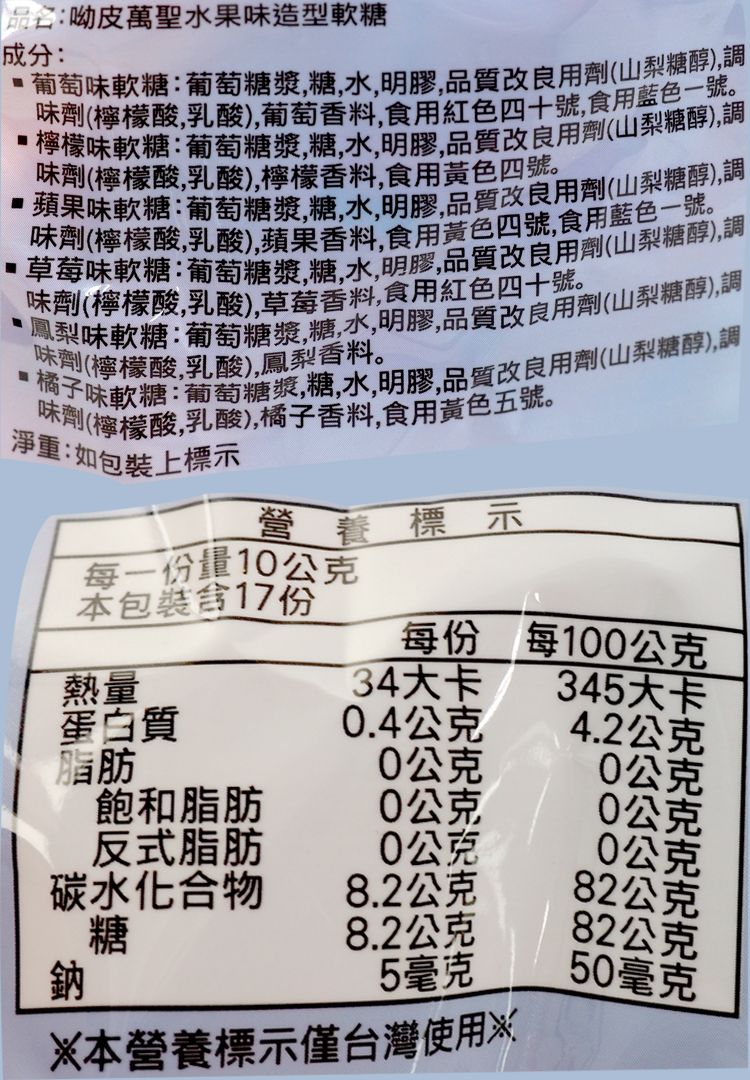 品名:呦皮萬聖水果味造型軟糖
成分:
▪葡萄味軟糖:葡萄糖漿,糖,水,明膠,品質改良用劑(山梨糖醇),調
味劑(檸檬酸,乳酸),葡萄香料,食用紅色四十號,食用藍色一號。
▪檸檬味軟糖:葡萄糖漿,糖,水,明膠,品質改良用劑(山梨糖醇),調
味劑(檸檬酸,乳酸),檸檬香料,食用黃色四號。
▪蘋果味軟糖:葡萄糖漿,糖,水,明膠,品質改良用劑(山梨糖醇),調
味劑(檸檬酸,乳酸),蘋果香料,食用黃色四號,食用藍色一號。
▪草莓味軟糖:葡萄糖漿,糖,水,明膠,品質改良用劑(山梨糖醇),調
味劑(檸檬酸,乳酸),草莓香料,食用紅色四十號。
▪鳳梨味軟糖:葡萄糖漿,糖,水,明膠,品質改良用劑(山梨糖醇),調
味劑(檸檬酸,乳酸),鳳梨香料。
▪橘子味軟糖:葡萄糖漿,糖,水,明膠,品質改良用劑(山梨糖醇),調
味劑(檸檬酸,乳酸),橘子香料,食用黃色五號。
淨重:如包裝上標示
營養標示
每一份量10公克
本包裝含17份
每份 每100公克
熱量 34大卡 345大卡
蛋白質 0.4公克 4.2公克
脂肪 0公克 0公克
飽和脂肪 0公克 0公克
反式脂肪 0公克 0公克
碳水化合物 8.2公克 82公克
糖 8.2公克 82公克
鈉 5毫克 50毫克
※本營養標示僅台灣使用※